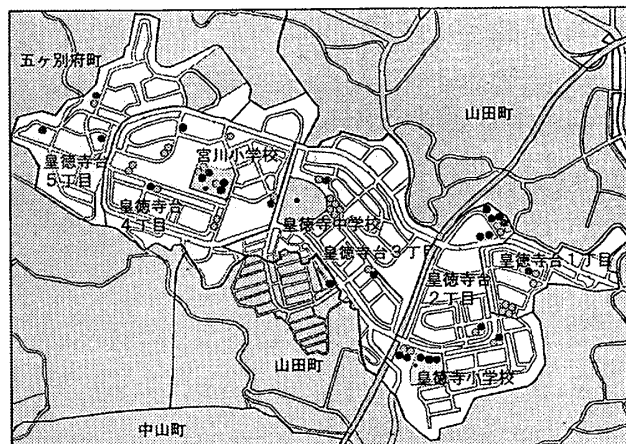 五ヶ別府町
山田町
宮川小学校
皇徳寺台
5丁目
皇徳寺台
4丁目
皇徳寺中学校
皇徳寺台3丁目
皇徳寺台1丁目
皇徳寺台
2丁目
山田町
皇徳寺小学校
中山町